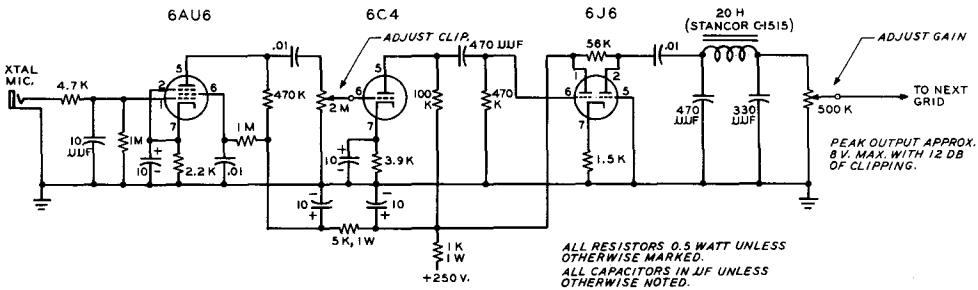 6AU6
6C4
6J6
20 H
(STANCOR C-1515)
XTAL
MIC.
4.7K
10
µµF
1M
2
1
5
6
7
10
+
-
2.2K
.01
1M
470K
.01
ADJUST CLIP.
2 M
5
6
7
10
+
-
3.9K
470 µµF
100
K
470
K
56K
1
2
6
5
7
1.5K
.01
470
µµF
330
µµF
ADJUST GAIN
500 K
TO NEXT
GRID
PEAK OUTPUT APPROX.
8 V. MAX. WITH 12 DB
OF CLIPPING.
10
-
+
-
+
10
5K, 1W
1K
1W
+250 V.
ALL RESISTORS 0.5 WATT UNLESS
OTHERWISE MARKED.
ALL CAPACITORS IN µF UNLESS
OTHERWISE NOTED.